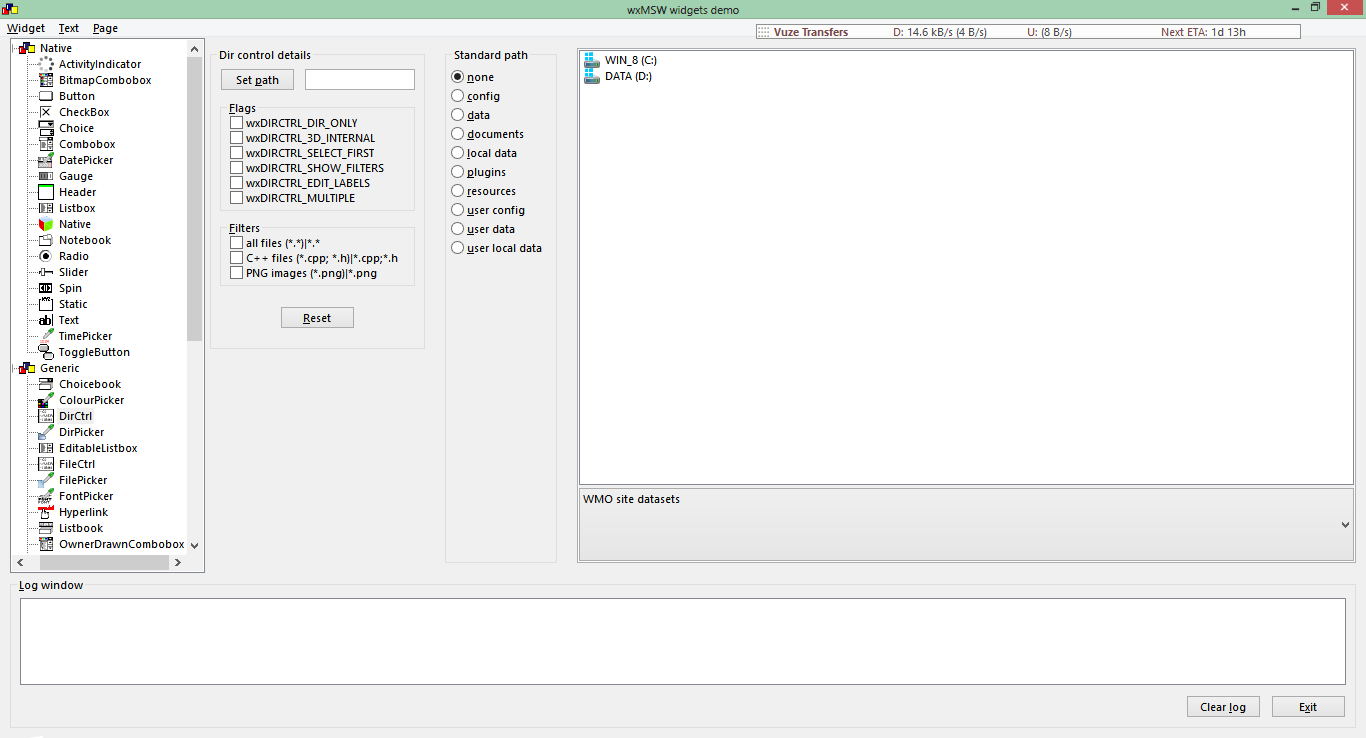 wxMSW widgets demo
Widget Text Page
Vuze Transfers D: 14.6 kB/s (4 B/s) U: (8 B/s) Next ETA: 1d 13h
Native
ActivityIndicator
BitmapCombobox
Button
CheckBox
Choice
Combobox
DatePicker
Gauge
Header
Listbox
Native
Notebook
Radio
Slider
Spin
Static
Text
TimePicker
ToggleButton
Generic
Choicebook
ColourPicker
DirCtrl
DirPicker
EditableListbox
FileCtrl
FilePicker
FontPicker
Hyperlink
Listbook
OwnerDrawnCombobox
Dir control details
Set path
Flags
wxDIRCTRL_DIR_ONLY
wxDIRCTRL_3D_INTERNAL
wxDIRCTRL_SELECT_FIRST
wxDIRCTRL_SHOW_FILTERS
wxDIRCTRL_EDIT_LABELS
wxDIRCTRL_MULTIPLE
Filters
all files (*.*)|*.*
C++ files (*.cpp; *.h)|*.cpp;*.h
PNG images (*.png)|*.png
Reset
Standard path
none
config
data
documents
local data
plugins
resources
user config
user data
user local data
WIN_8 (C:)
DATA (D:)
WMO site datasets
Log window
Clear log
Exit